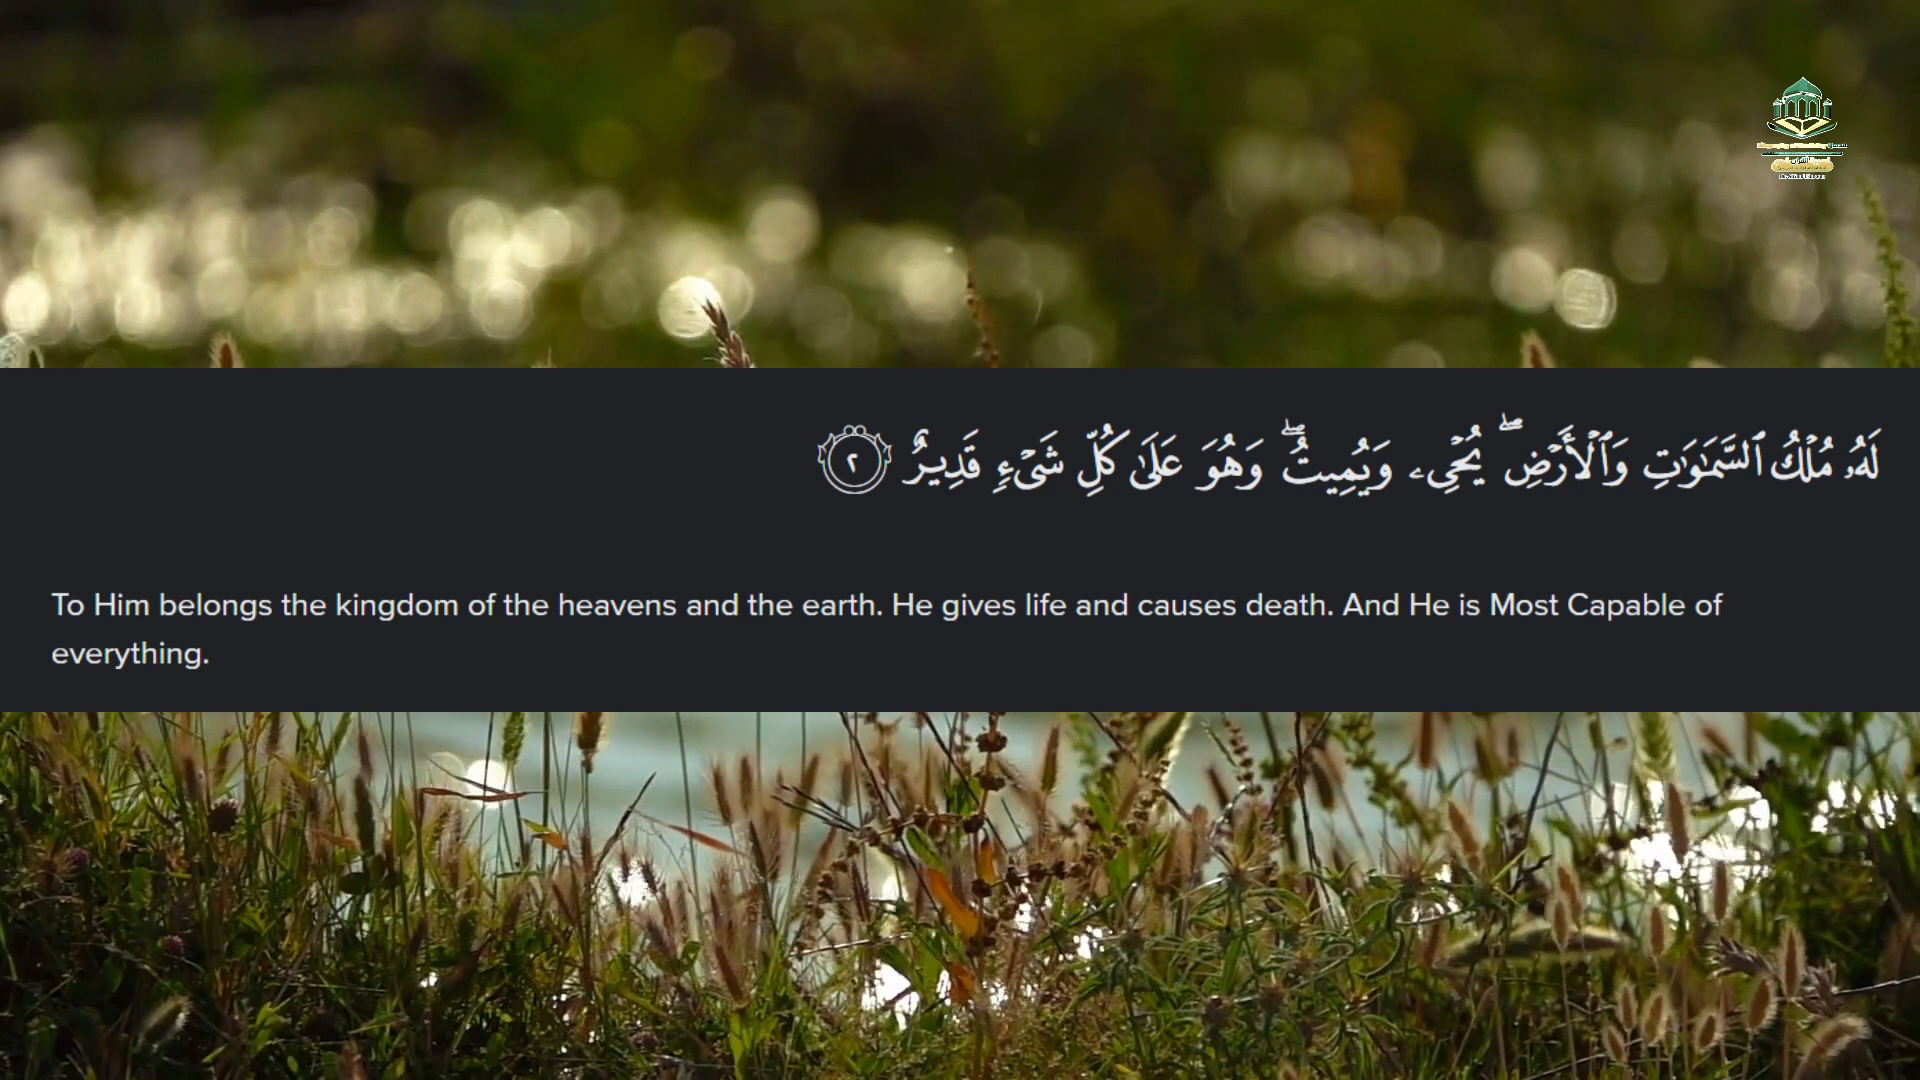 لَهُۥ مُلْكُ ٱلسَّمَـٰوَٰتِ وَٱلْأَرْضِ ۖ يُحْىِۦ وَيُمِيتُ ۖ وَهُوَ عَلَىٰ كُلِّ شَىْءٍ قَدِيرٌ ٢
To Him belongs the kingdom of the heavens and the earth. He gives life and causes death. And He is Most Capable of
everything.